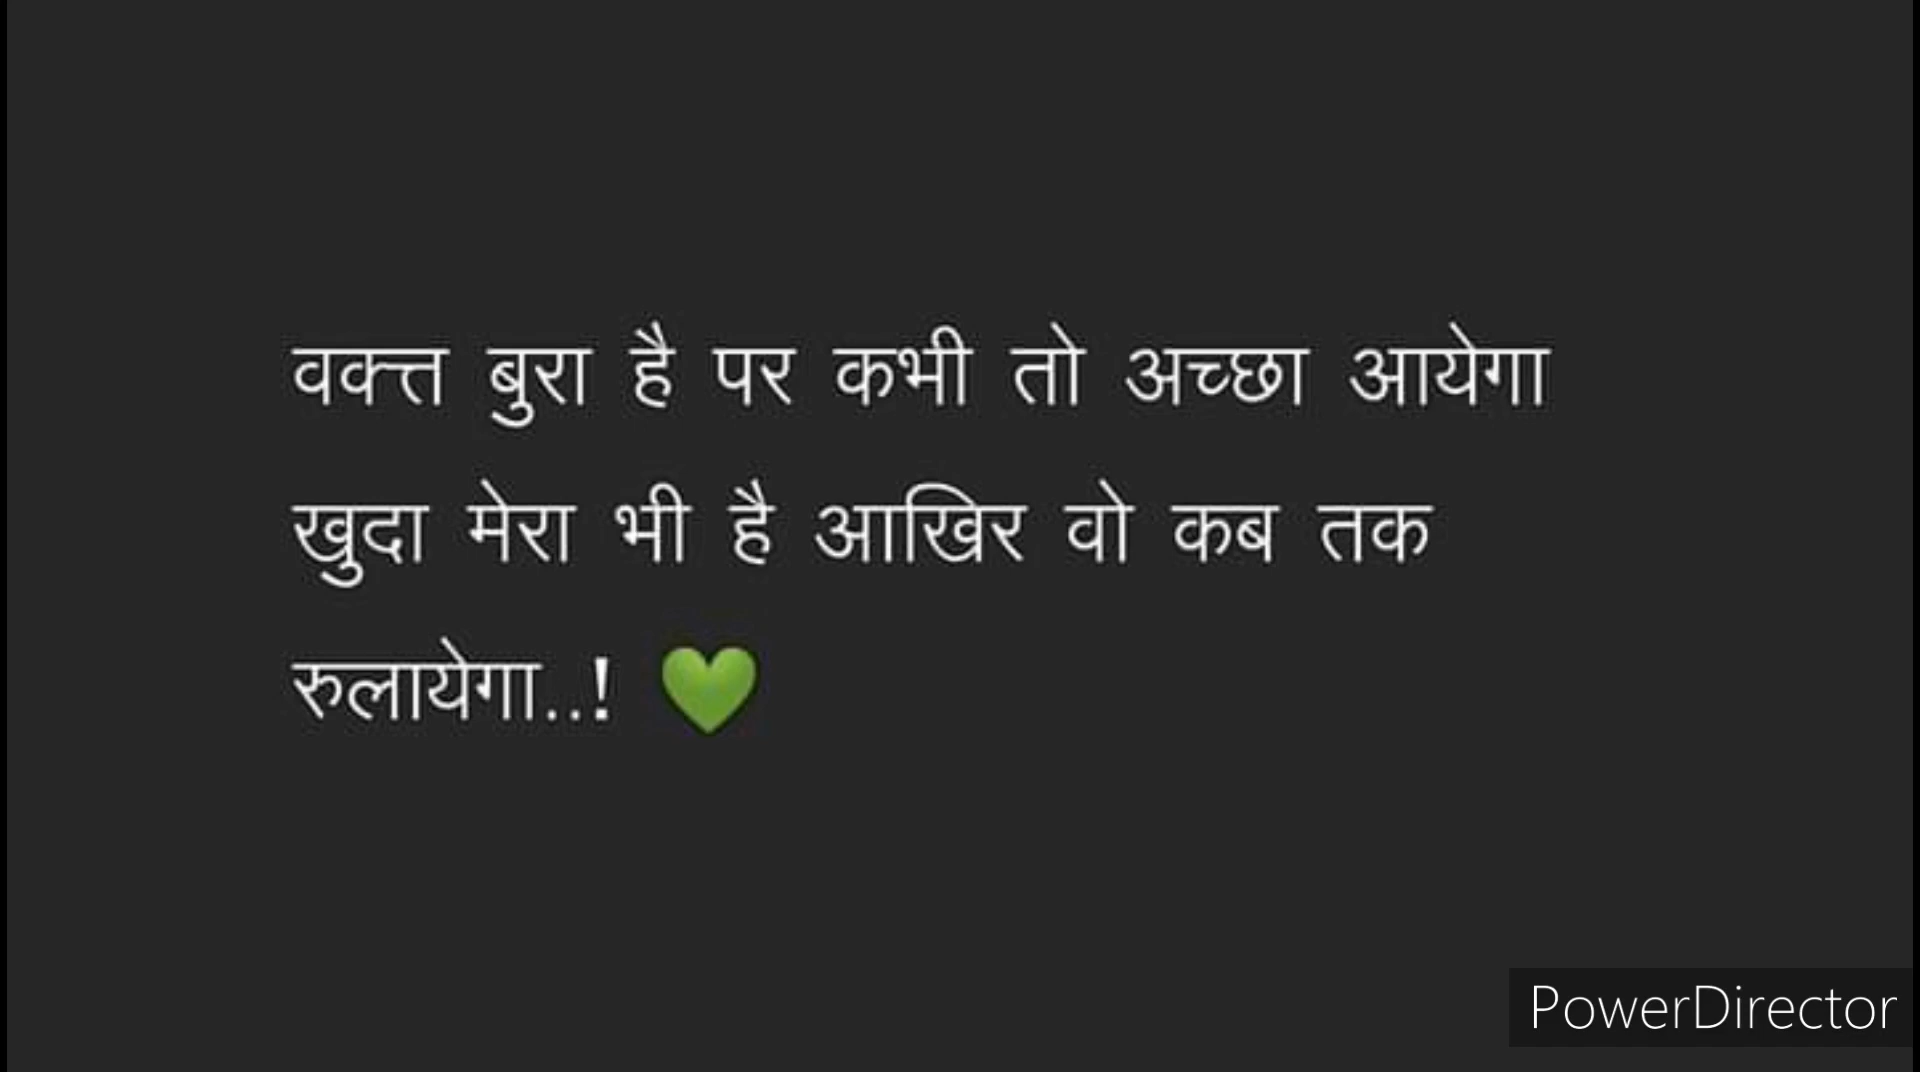 वक्त्त बुरा है पर कभी तो अच्छा आयेगा
खुदा मेरा भी है आखिर वो कब तक
रुलायेगा..! 💚
PowerDirector